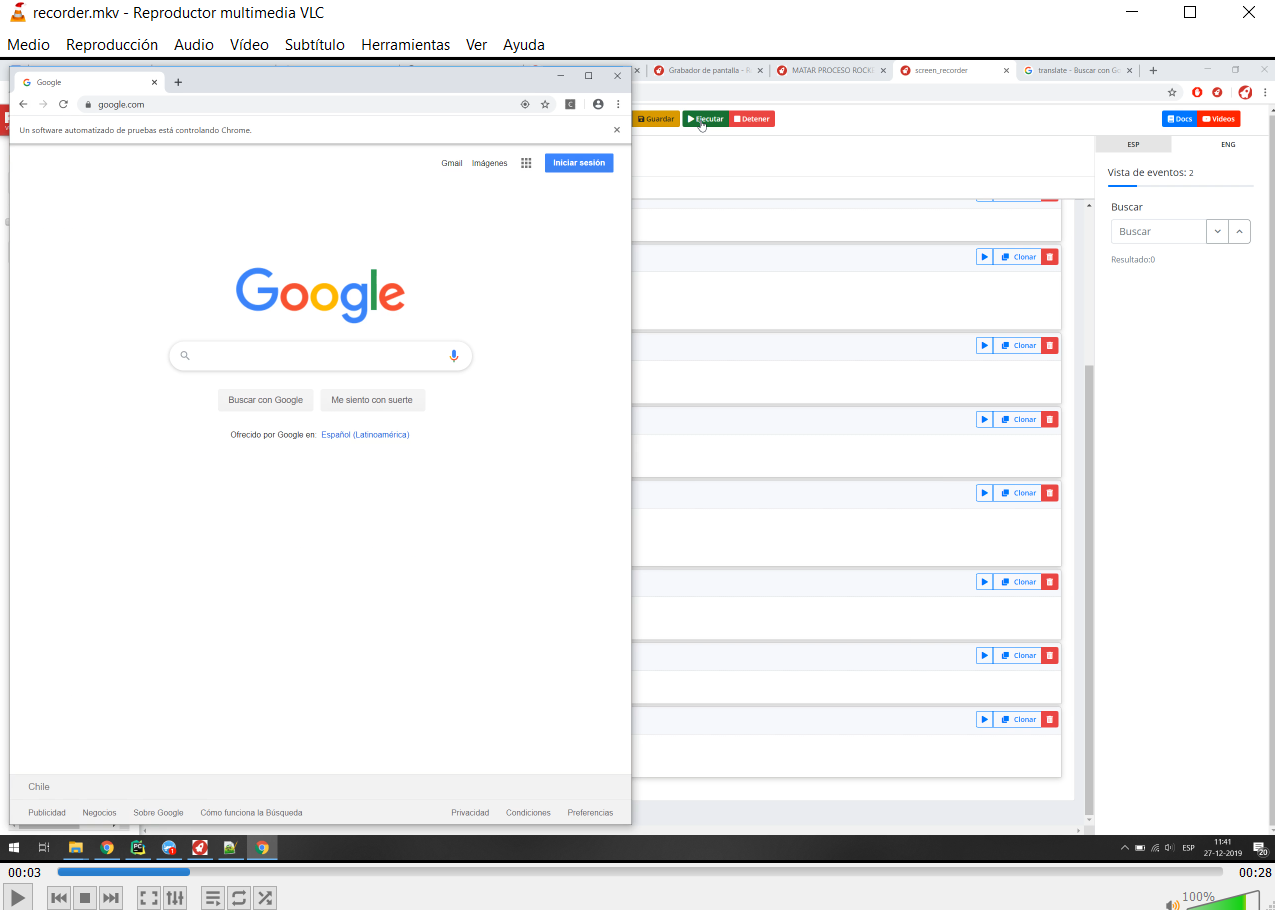 recorder.mkv - Reproductor multimedia VLC
Medio Reproducción Audio Vídeo Subtítulo Herramientas Ver Ayuda
Google
Grabador de pantalla - R
MATAR PROCESO ROCK
screen_recorder
translate - Buscar con Go
google.com
Un software automatizado de pruebas está controlando Chrome.
Guardar Ejecutar Detener
Docs Videos
ESP ENG
Gmail Imágenes Iniciar sesión
Vista de eventos: 2
Buscar
Buscar
Resultado:0
Google
Buscar con Google Me siento con suerte
Ofrecido por Google en: Español (Latinoamérica)
Clonar
Clonar
Clonar
Clonar
Clonar
Clonar
Clonar
Chile
Publicidad Negocios Sobre Google Cómo funciona la Búsqueda Privacidad Condiciones Preferencias
ESP
11:41
27-12-2019
20
00:03 00:28
100%